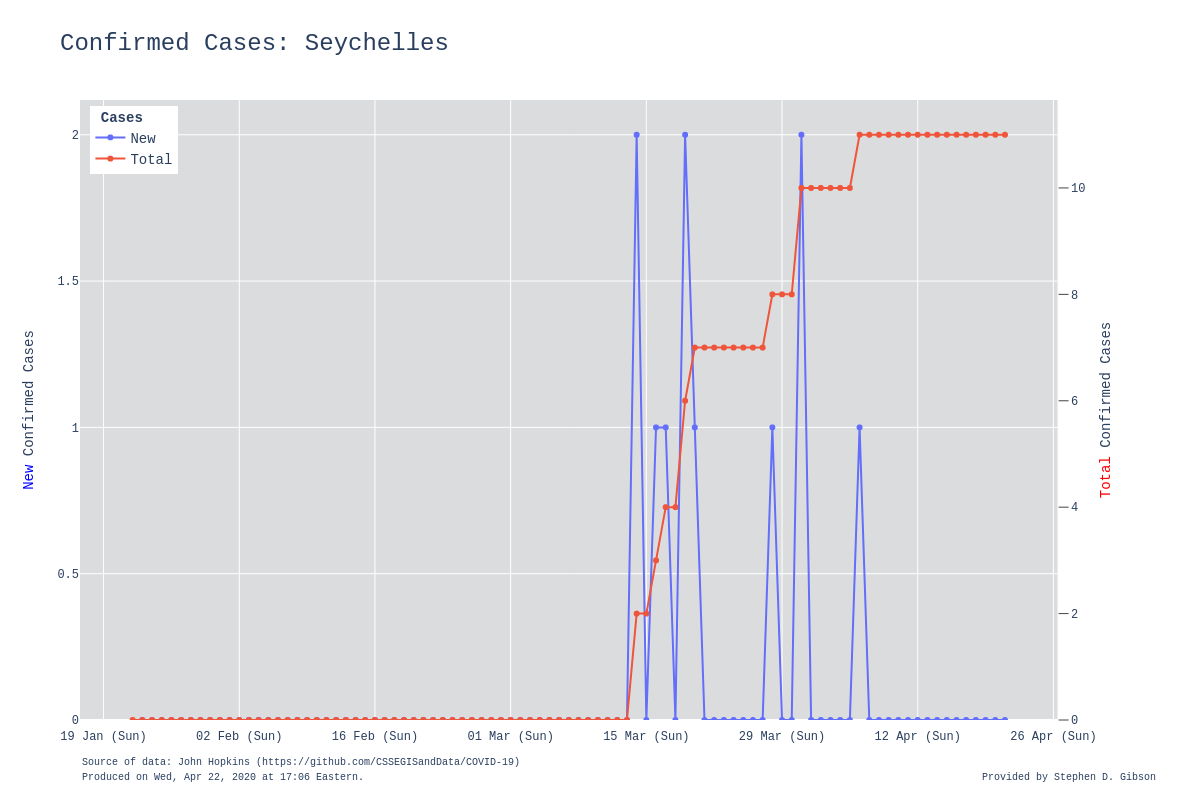 Confirmed Cases: Seychelles
Cases
New
Total
2
1.5
1
0.5
0
New Confirmed Cases
10
8
6
4
2
0
Total Confirmed Cases
19 Jan (Sun) 02 Feb (Sun) 16 Feb (Sun) 01 Mar (Sun) 15 Mar (Sun) 29 Mar (Sun) 12 Apr (Sun) 26 Apr (Sun)
Source of data: John Hopkins (https://github.com/CSSEGISandData/COVID-19)
Produced on Wed, Apr 22, 2020 at 17:06 Eastern.
Provided by Stephen D. Gibson